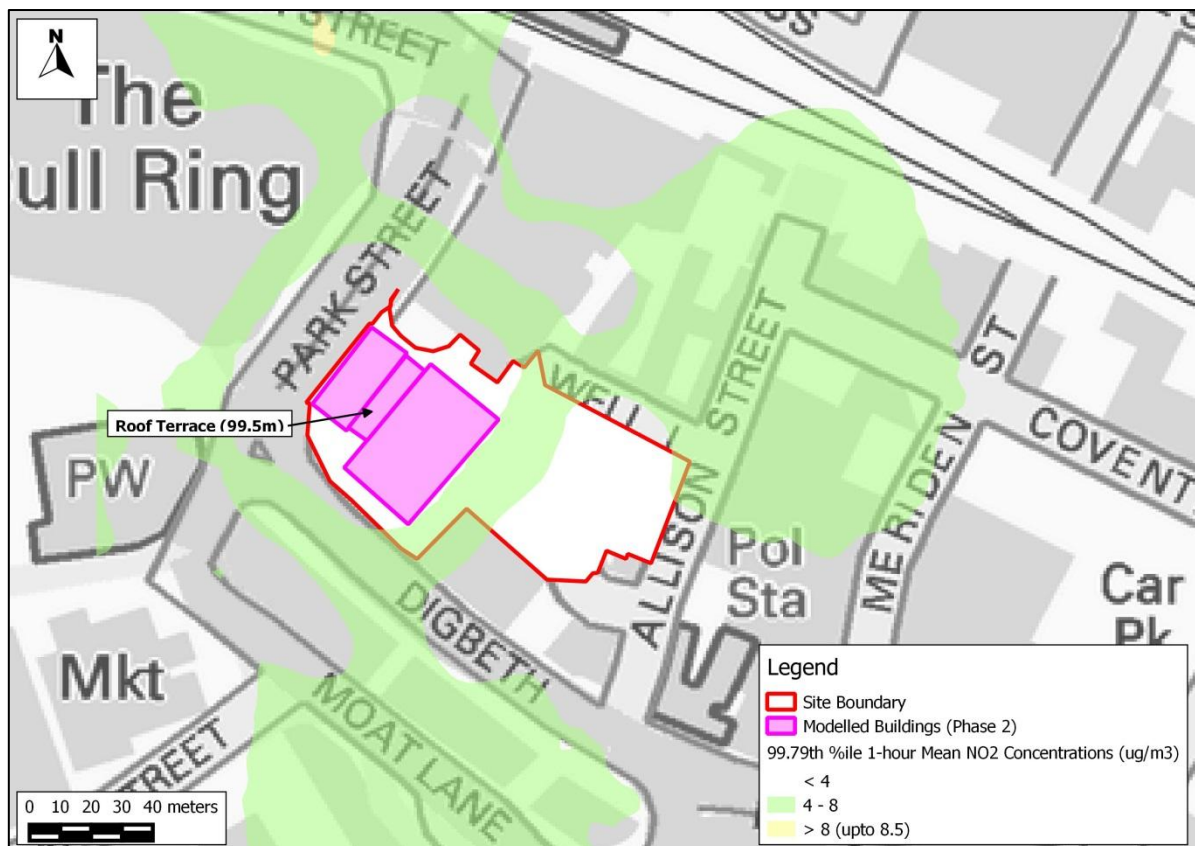 N
STREET
The
ull Ring
PARK STREET
Roof Terrace (99.5m)
PW
WELL
ALLISON STREET
MERIDEN ST
COVENT
Pol
Sta
Car
Pk
DIGBETH
Mkt
MOAT LANE
STREET
0 10 20 30 40 meters
Legend
Site Boundary
Modelled Buildings (Phase 2)
99.79th %ile 1-hour Mean NO2 Concentrations (ug/m3)
< 4
4 - 8
> 8 (upto 8.5)